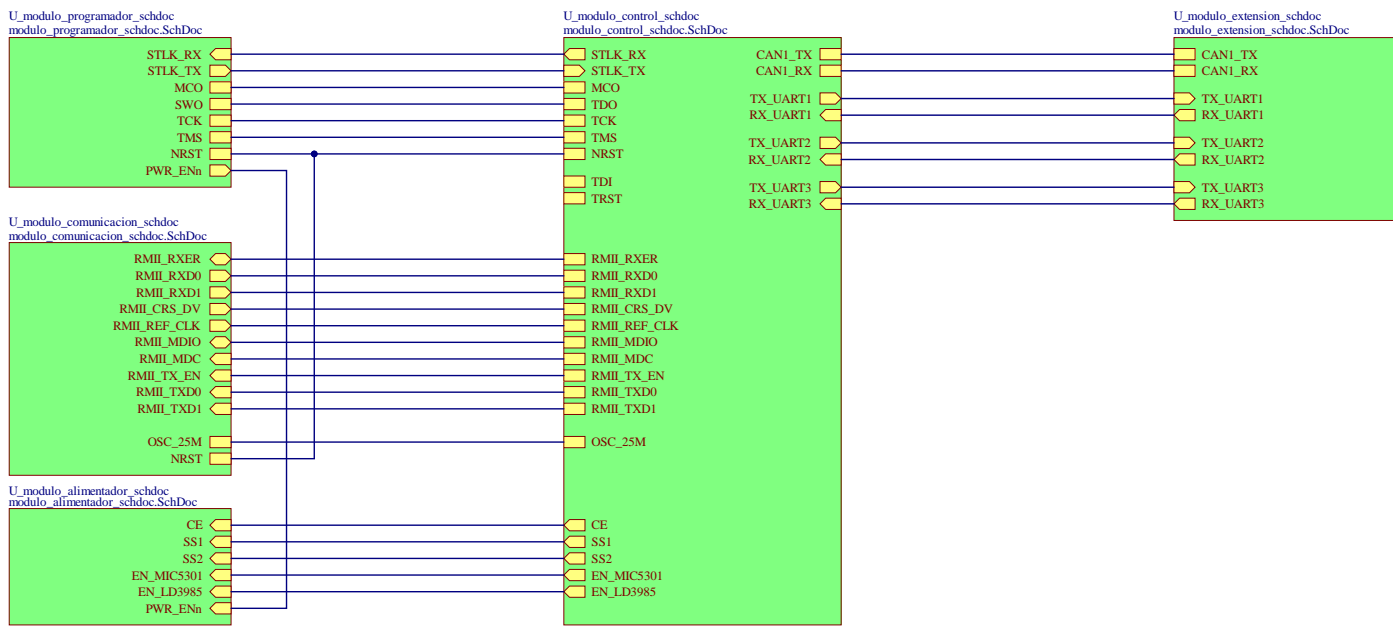 U_modulo_programador_schdoc
modulo_programador_schdoc.SchDoc
STLK_RX
STLK_TX
MCO
SWO
TCK
TMS
NRST
PWR_ENn
U_modulo_comunicacion_schdoc
modulo_comunicacion_schdoc.SchDoc
RMII_RXER
RMII_RXD0
RMII_RXD1
RMII_CRS_DV
RMII_REF_CLK
RMII_MDIO
RMII_MDC
RMII_TX_EN
RMII_TXD0
RMII_TXD1
OSC_25M
NRST
U_modulo_alimentador_schdoc
modulo_alimentador_schdoc.SchDoc
CE
SS1
SS2
EN_MIC5301
EN_LD3985
PWR_ENn
U_modulo_control_schdoc
modulo_control_schdoc.SchDoc
STLK_RX
STLK_TX
MCO
TDO
TCK
TMS
NRST
TDI
TRST
RMII_RXER
RMII_RXD0
RMII_RXD1
RMII_CRS_DV
RMII_REF_CLK
RMII_MDIO
RMII_MDC
RMII_TX_EN
RMII_TXD0
RMII_TXD1
OSC_25M
CE
SS1
SS2
EN_MIC5301
EN_LD3985
CAN1_TX
CAN1_RX
TX_UART1
RX_UART1
TX_UART2
RX_UART2
TX_UART3
RX_UART3
U_modulo_extension_schdoc
modulo_extension_schdoc.SchDoc
CAN1_TX
CAN1_RX
TX_UART1
RX_UART1
TX_UART2
RX_UART2
TX_UART3
RX_UART3